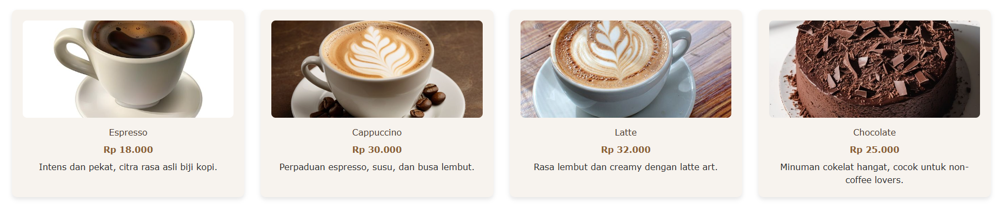 Espresso
Rp 18.000
Intens dan pekat, citra rasa asli biji kopi.
Cappuccino
Rp 30.000
Perpaduan espresso, susu, dan busa lembut.
Latte
Rp 32.000
Rasa lembut dan creamy dengan latte art.
Chocolate
Rp 25.000
Minuman cokelat hangat, cocok untuk non-
coffee lovers.